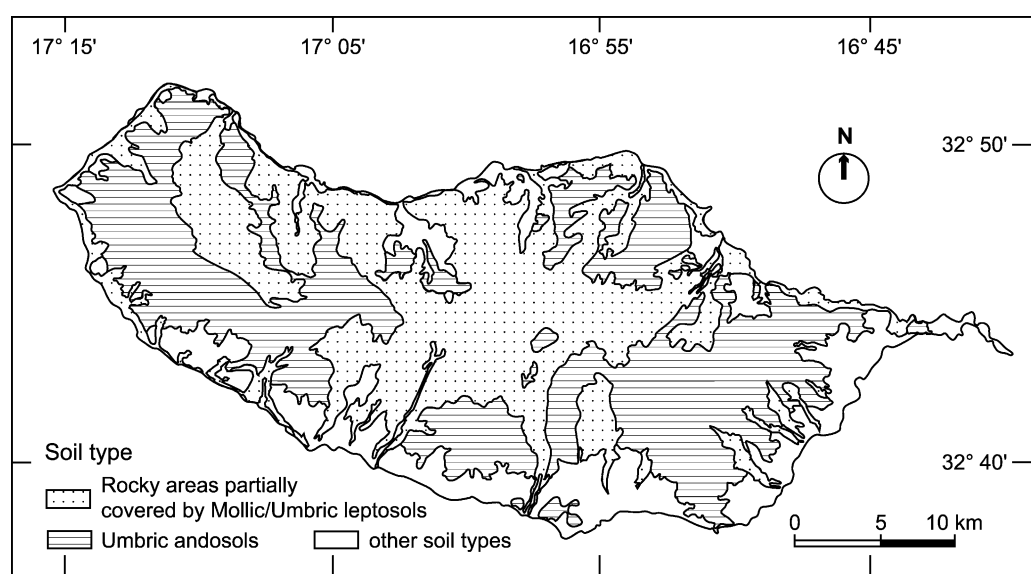 17° 15'
17° 05'
16° 55'
16° 45'
32° 50'
N
32° 40'
Soil type
Rocky areas partially
covered by Mollic/Umbric leptosols
Umbric andosols
other soil types
0 5 10 km